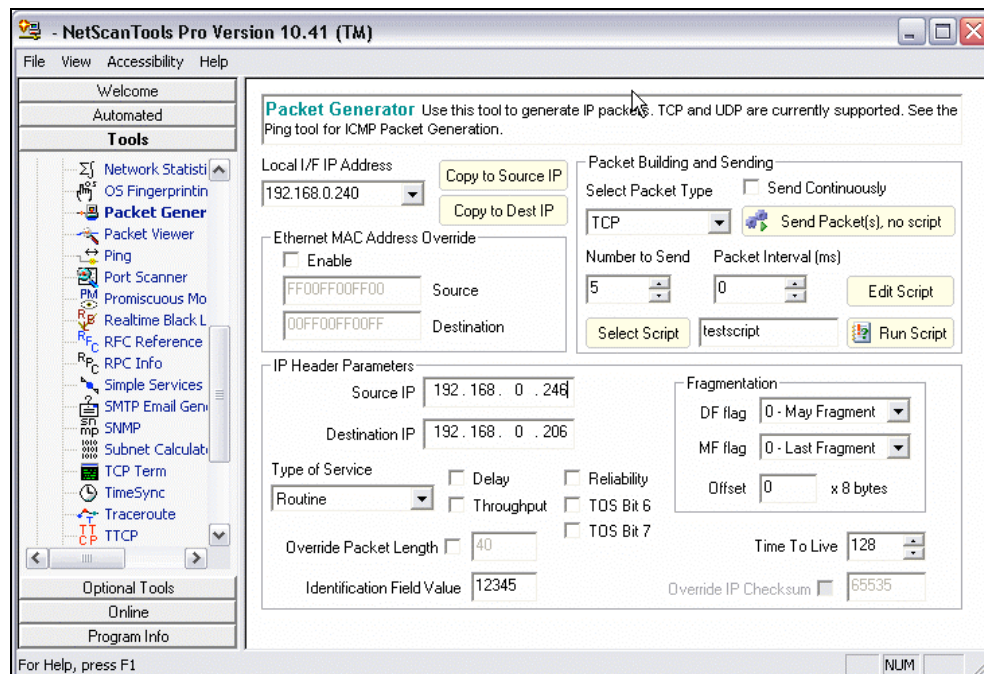 - NetScanTools Pro Version 10.41 (TM)
File View Accessibility Help
Welcome
Automated
Tools
Network Statisti
OS Fingerprintin
Packet Gener
Packet Viewer
Ping
Port Scanner
Promiscuous Mo
Realtime Black L
RFC Reference
RPC Info
Simple Services
SMTP Email Gen
SNMP
Subnet Calculat
TCP Term
TimeSync
Traceroute
TTCP
Optional Tools
Online
Program Info
Packet Generator Use this tool to generate IP packets. TCP and UDP are currently supported. See the
Ping tool for ICMP Packet Generation.
Local I/F IP Address
192.168.0.240
Copy to Source IP
Copy to Dest IP
Ethernet MAC Address Override
Enable
FF00FF00FF00 Source
00FF00FF00FF Destination
Packet Building and Sending
Select Packet Type Send Continuously
TCP Send Packet(s), no script
Number to Send Packet Interval (ms)
5 0 Edit Script
Select Script testscript Run Script
IP Header Parameters
Source IP 192.168. 0 .246
Destination IP 192.168. 0 .206
Type of Service
Routine
Delay Reliability
Throughput TOS Bit 6
TOS Bit 7
Override Packet Length 40
Identification Field Value 12345
Fragmentation
DF flag 0 - May Fragment
MF flag 0 - Last Fragment
Offset 0 x 8 bytes
Time To Live 128
Override IP Checksum 65535
For Help, press F1 NUM